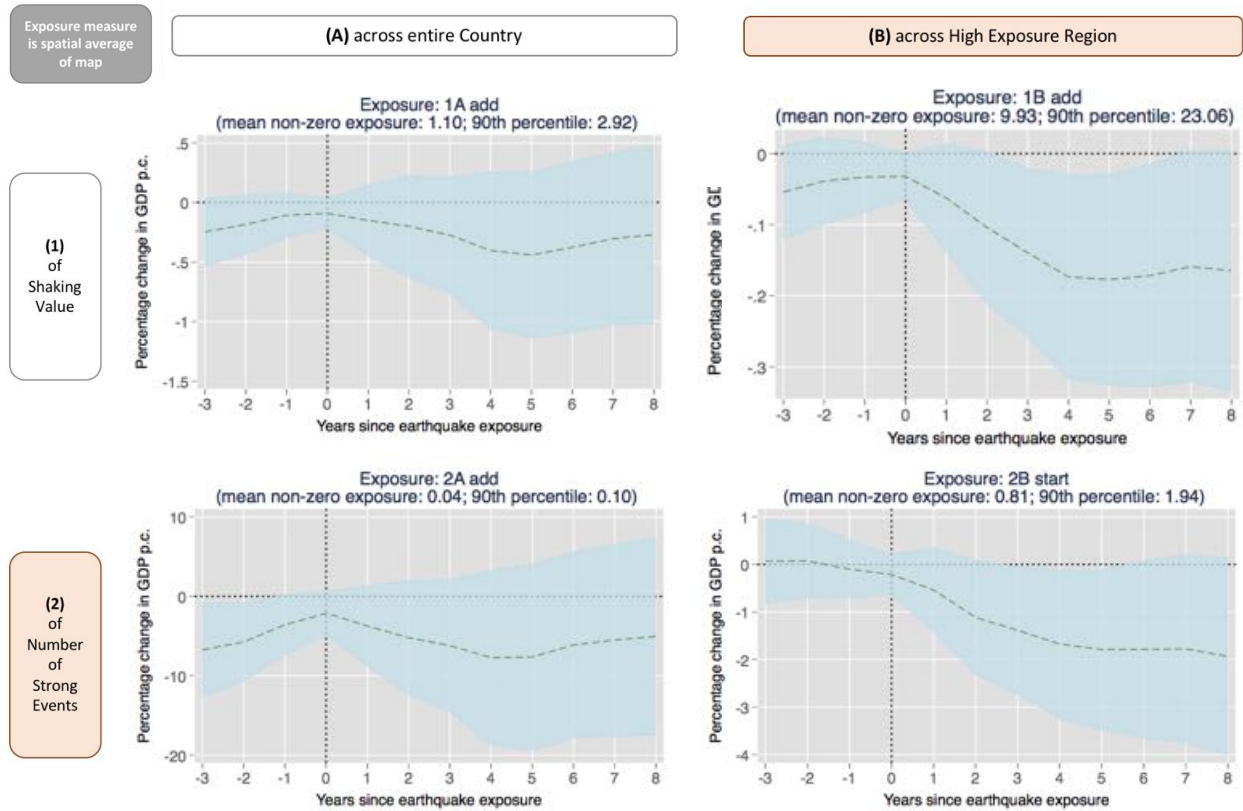 Exposure measure
is spatial average
of map
(A) across entire Country
(B) across High Exposure Region
(1)
of
Shaking
Value
Exposure: 1A add
(mean non-zero exposure: 1.10; 90th percentile: 2.92)
Percentage change in GDP p.c.
.5
0
-.5
-1
-1.5
-3 -2 -1 0 1 2 3 4 5 6 7 8
Years since earthquake exposure
Exposure: 1B add
(mean non-zero exposure: 9.93; 90th percentile: 23.06)
Percentage change in
0
-.1
-.2
-.3
-3 -2 -1 0 1 2 3 4 5 6 7 8
Years since earthquake exposure
(2)
of
Number
of
Strong
Events
Exposure: 2A add
(mean non-zero exposure: 0.04; 90th percentile: 0.10)
Percentage change in GDP p.c.
10
0
-10
-20
-3 -2 -1 0 1 2 3 4 5 6 7 8
Years since earthquake exposure
Exposure: 2B start
(mean non-zero exposure: 0.81; 90th percentile: 1.94)
Percentage change in GDP p.c.
1
0
-1
-2
-3
-4
-3 -2 -1 0 1 2 3 4 5 6 7 8
Years since earthquake exposure